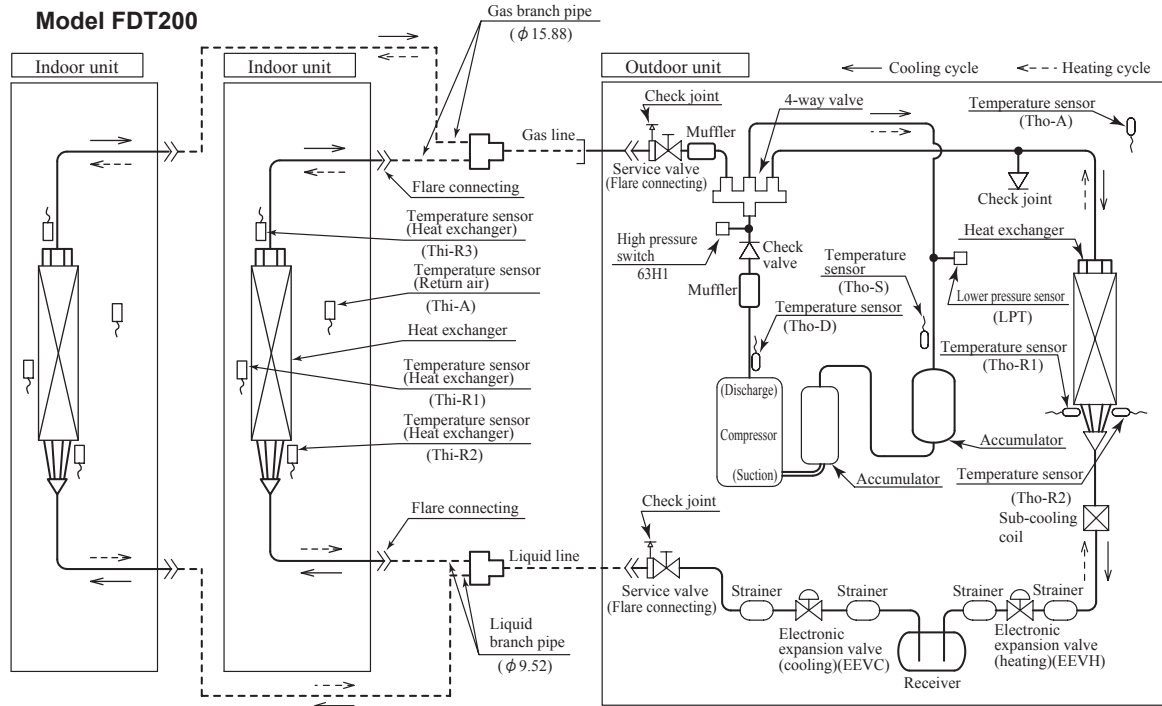 Model FDT200
Gas branch pipe
(ϕ 15.88)
Indoor unit
Indoor unit
Outdoor unit
Cooling cycle
Heating cycle
Check joint
4-way valve
Temperature sensor
(Tho-A)
Muffler
Gas line
Service valve
(Flare connecting)
Check joint
Flare connecting
Temperature sensor
(Heat exchanger)
(Thi-R3)
Temperature sensor
(Return air)
(Thi-A)
Heat exchanger
Temperature sensor
(Heat exchanger)
(Thi-R1)
Temperature sensor
(Heat exchanger)
(Thi-R2)
High pressure
switch
63H1
Check
valve
Muffler
Temperature
sensor
(Tho-S)
Heat exchanger
Lower pressure sensor
(LPT)
Temperature sensor
(Tho-D)
Temperature sensor
(Tho-R1)
(Discharge)
Compressor
(Suction)
Accumulator
Accumulator
Temperature sensor
(Tho-R2)
Sub-cooling
coil
Flare connecting
Check joint
Liquid line
Service valve
(Flare connecting)
Strainer
Strainer
Strainer
Strainer
Liquid
branch pipe
(ϕ9.52)
Electronic
expansion valve
(cooling)(EEVC)
Receiver
Electronic
expansion valve
(heating)(EEVH)